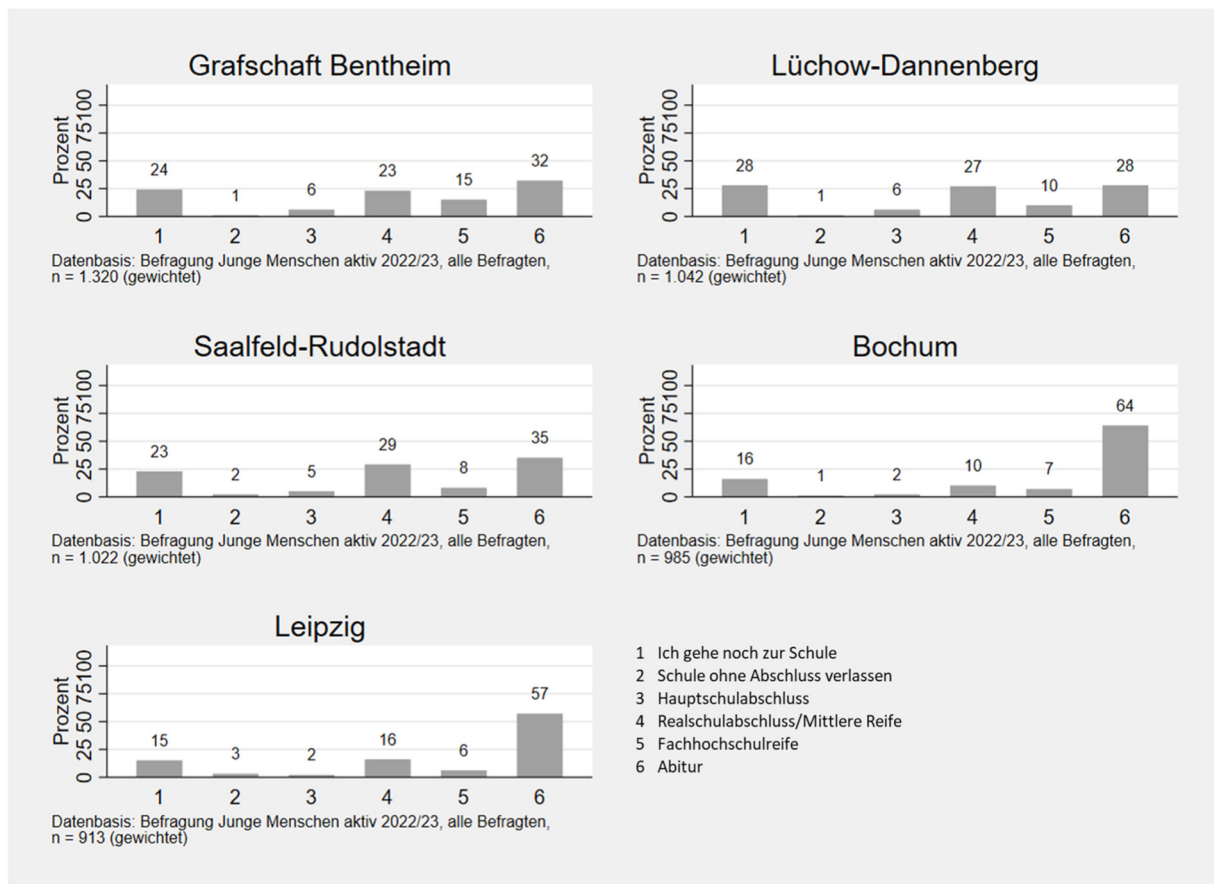 Grafschaft Bentheim
Prozent
0 25 50 75 100
24 1 6 23 15 32
1 2 3 4 5 6
Datenbasis: Befragung Junge Menschen aktiv 2022/23, alle Befragten,
n = 1.320 (gewichtet)
Lüchow-Dannenberg
Prozent
0 25 50 75 100
28 1 6 27 10 28
1 2 3 4 5 6
Datenbasis: Befragung Junge Menschen aktiv 2022/23, alle Befragten,
n = 1.042 (gewichtet)
Saalfeld-Rudolstadt
Prozent
0 25 50 75 100
23 2 5 29 8 35
1 2 3 4 5 6
Datenbasis: Befragung Junge Menschen aktiv 2022/23, alle Befragten,
n = 1.022 (gewichtet)
Bochum
Prozent
0 25 50 75 100
16 1 2 10 7 64
1 2 3 4 5 6
Datenbasis: Befragung Junge Menschen aktiv 2022/23, alle Befragten,
n = 985 (gewichtet)
Leipzig
Prozent
0 25 50 75 100
15 3 2 16 6 57
1 2 3 4 5 6
Datenbasis: Befragung Junge Menschen aktiv 2022/23, alle Befragten,
n = 913 (gewichtet)
1 Ich gehe noch zur Schule
2 Schule ohne Abschluss verlassen
3 Hauptschulabschluss
4 Realschulabschluss/Mittlere Reife
5 Fachhochschulreife
6 Abitur